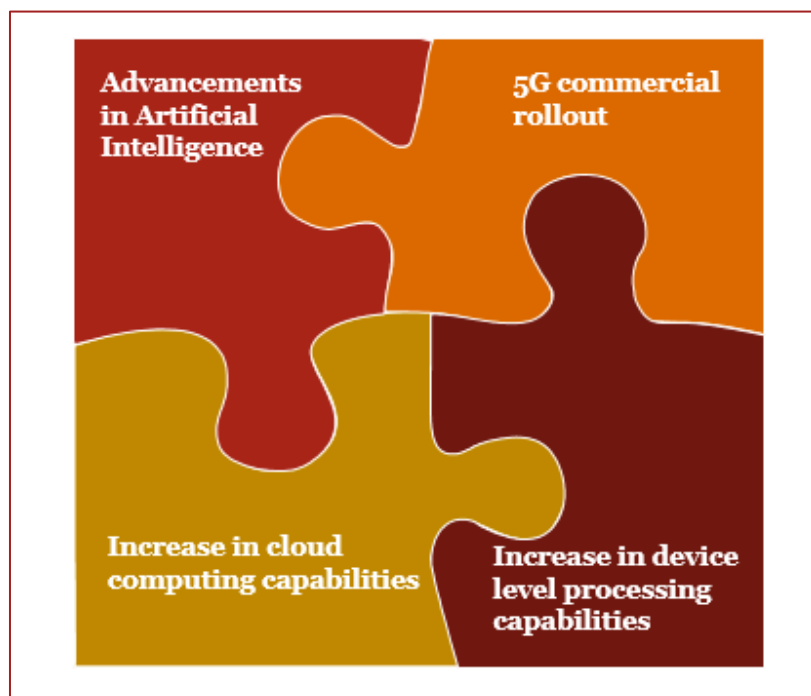 Advancements
in Artificial
Intelligence
5G commercial
rollout
Increase in cloud
computing capabilities
Increase in device
level processing
capabilities